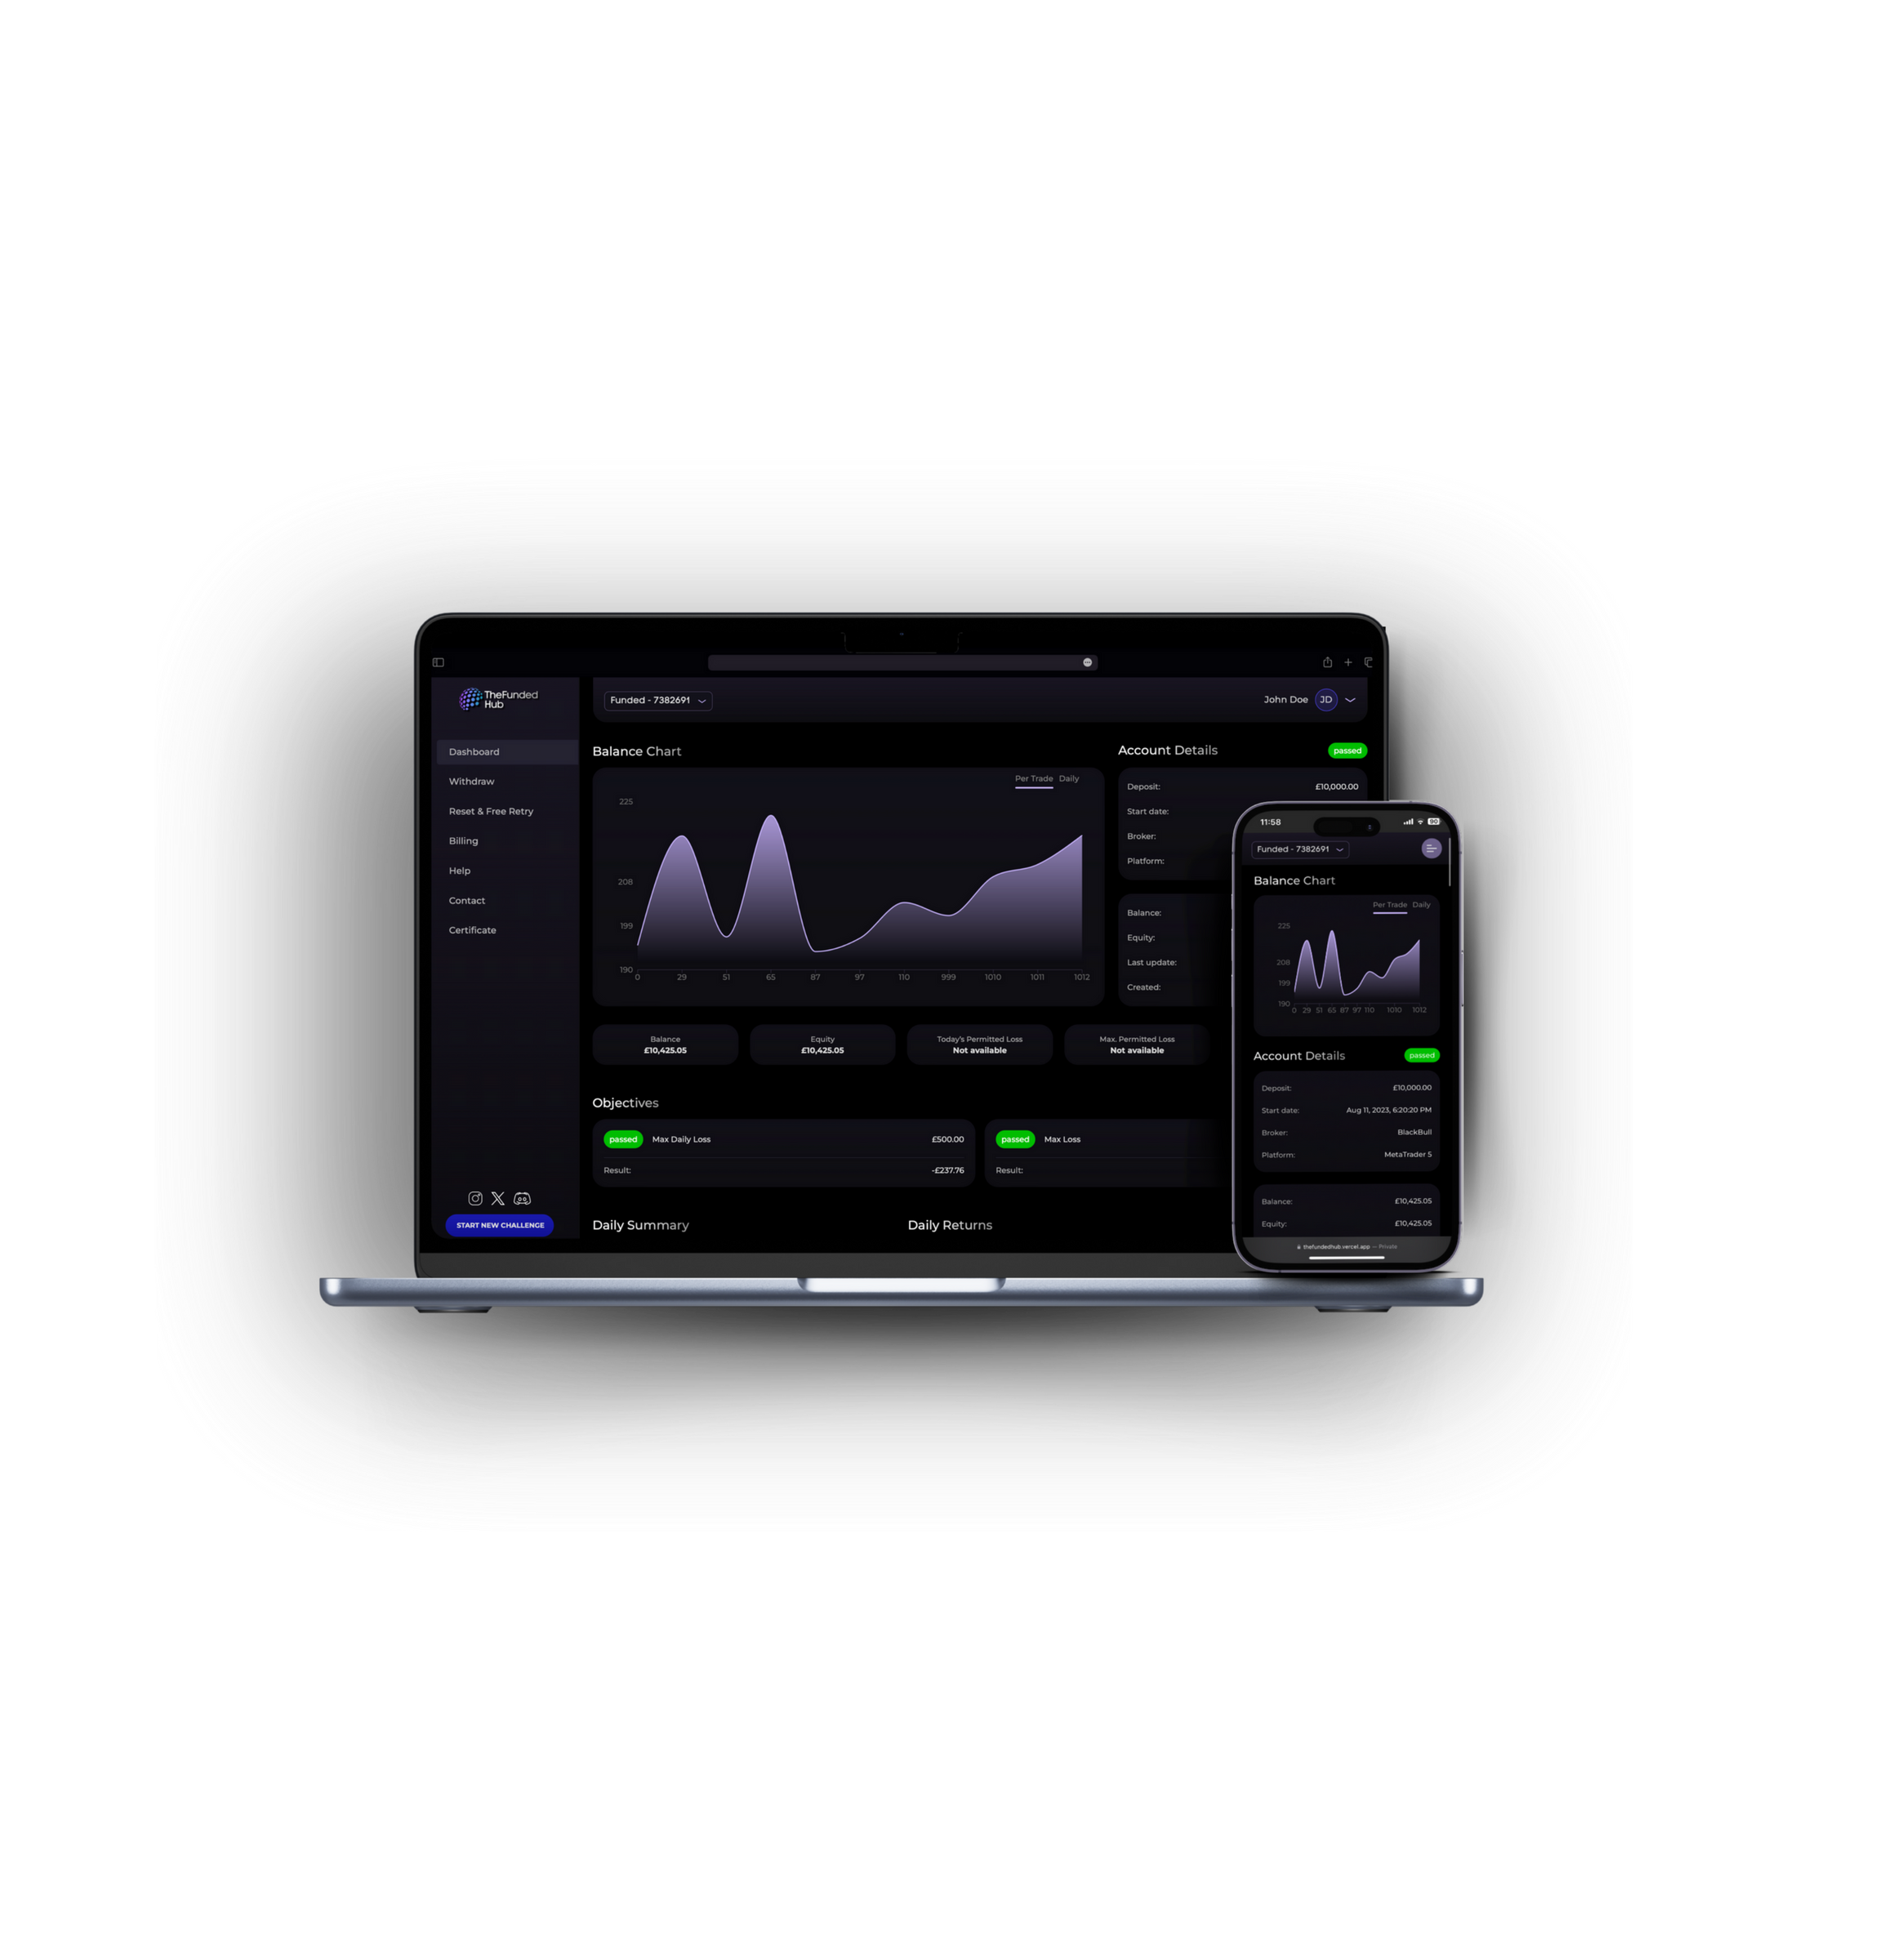 TheFunded
Hub
Funded - 7382691
John Doe JD
Dashboard
Withdraw
Reset & Free Retry
Billing
Help
Contact
Certificate
START NEW CHALLENGE
Balance Chart
Per Trade Daily
225
208
199
190
0 29 51 65 87 97 110 999 1010 1011 1012
Account Details passed
Deposit: £10,000.00
Start date:
Broker:
Platform:
Balance:
Equity:
Last update:
Created:
Balance
£10,425.05
Equity
£10,425.05
Today's Permitted Loss
Not available
Max. Permitted Loss
Not available
Objectives
passed Max Daily Loss £500.00
Result: -£237.76
passed Max Loss
Result:
Daily Summary
Daily Returns
11:58 90
Funded - 7382691
Balance Chart
Per Trade Daily
225
208
199
190
0 29 51 65 87 97 110 1010 1012
Account Details passed
Deposit: £10,000.00
Start date: Aug 11, 2023, 6:20:20 PM
Broker: BlackBull
Platform: MetaTrader 5
Balance: £10,425.05
Equity: £10,425.05
thefundedhub.vercel.app — Private